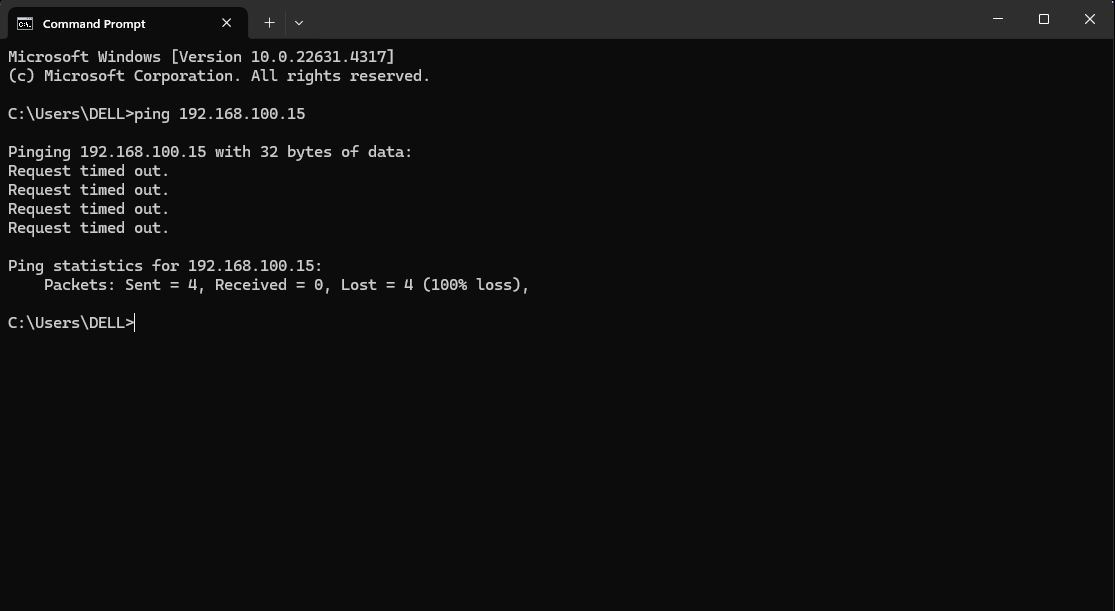 Command Prompt
Microsoft Windows [Version 10.0.22631.4317]
(c) Microsoft Corporation. All rights reserved.
C:\Users\DELL>ping 192.168.100.15
Pinging 192.168.100.15 with 32 bytes of data:
Request timed out.
Request timed out.
Request timed out.
Request timed out.
Ping statistics for 192.168.100.15:
    Packets: Sent = 4, Received = 0, Lost = 4 (100% loss),
C:\Users\DELL>